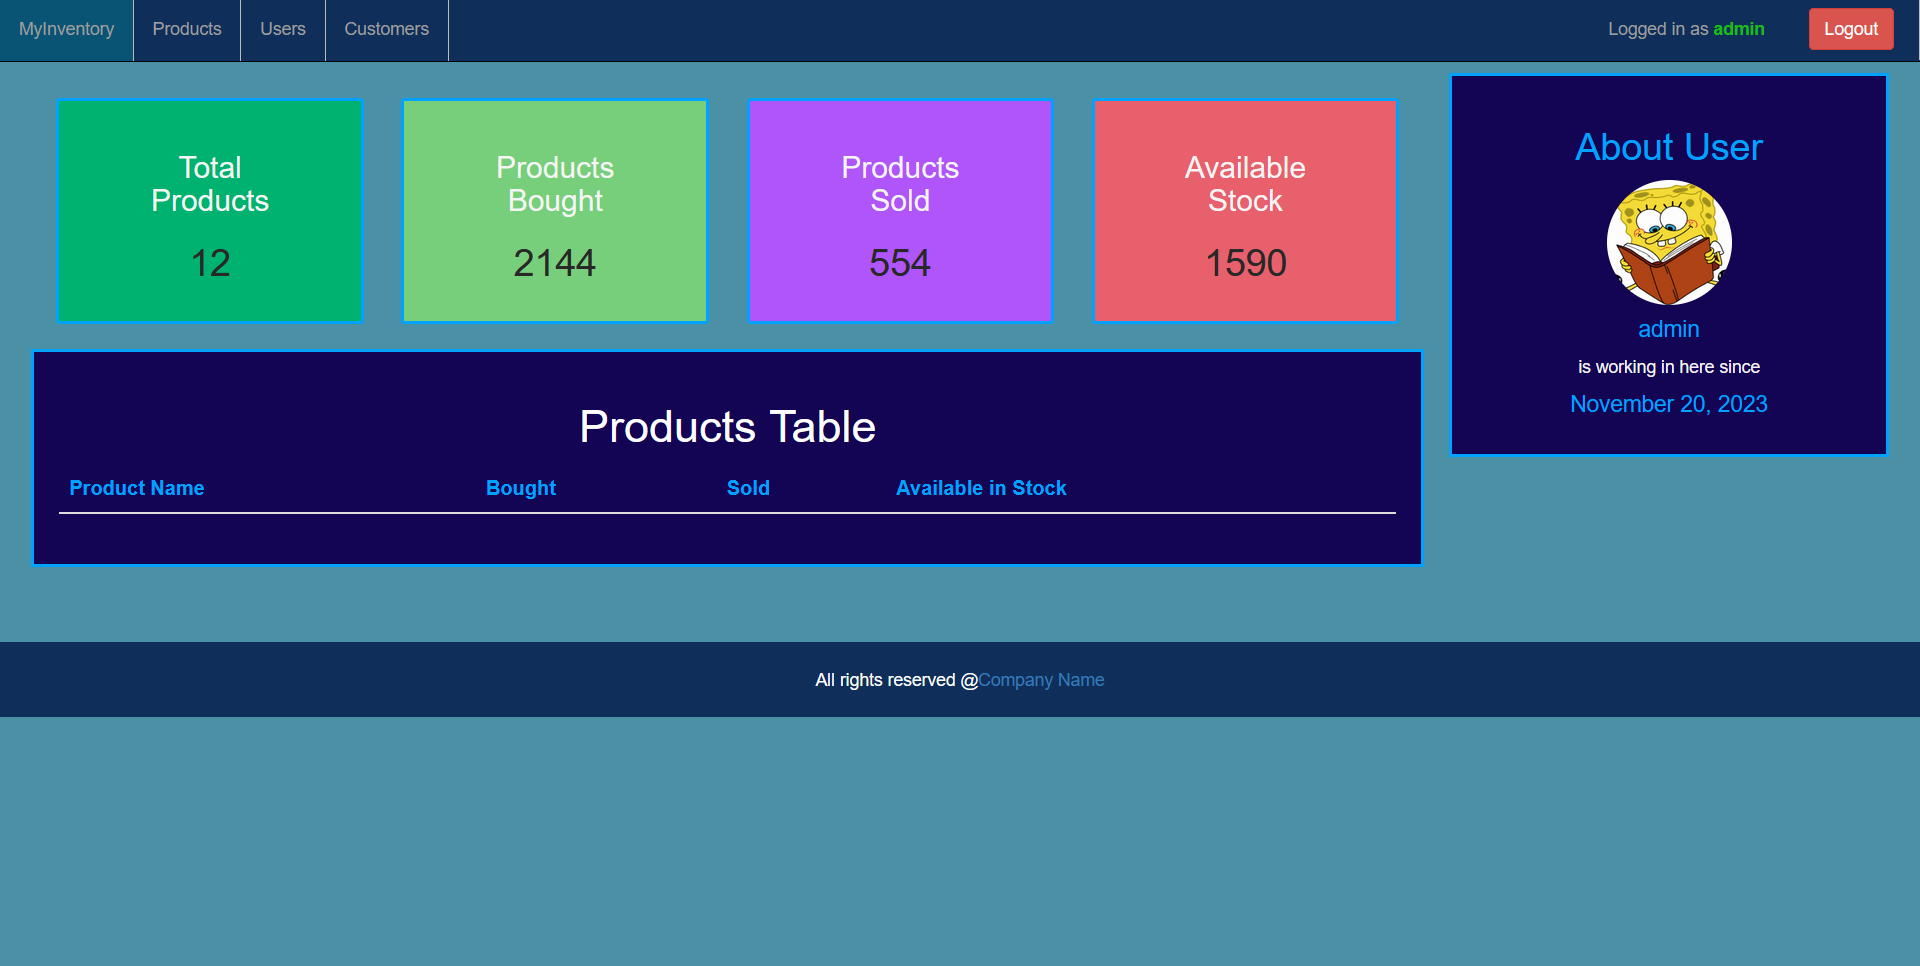 MyInventory Products Users Customers Logged in as admin Logout
Total
Products
12
Products
Bought
2144
Products
Sold
554
Available
Stock
1590
About User
admin
is working in here since
November 20, 2023
Products Table
Product Name Bought Sold Available in Stock
All rights reserved @Company Name